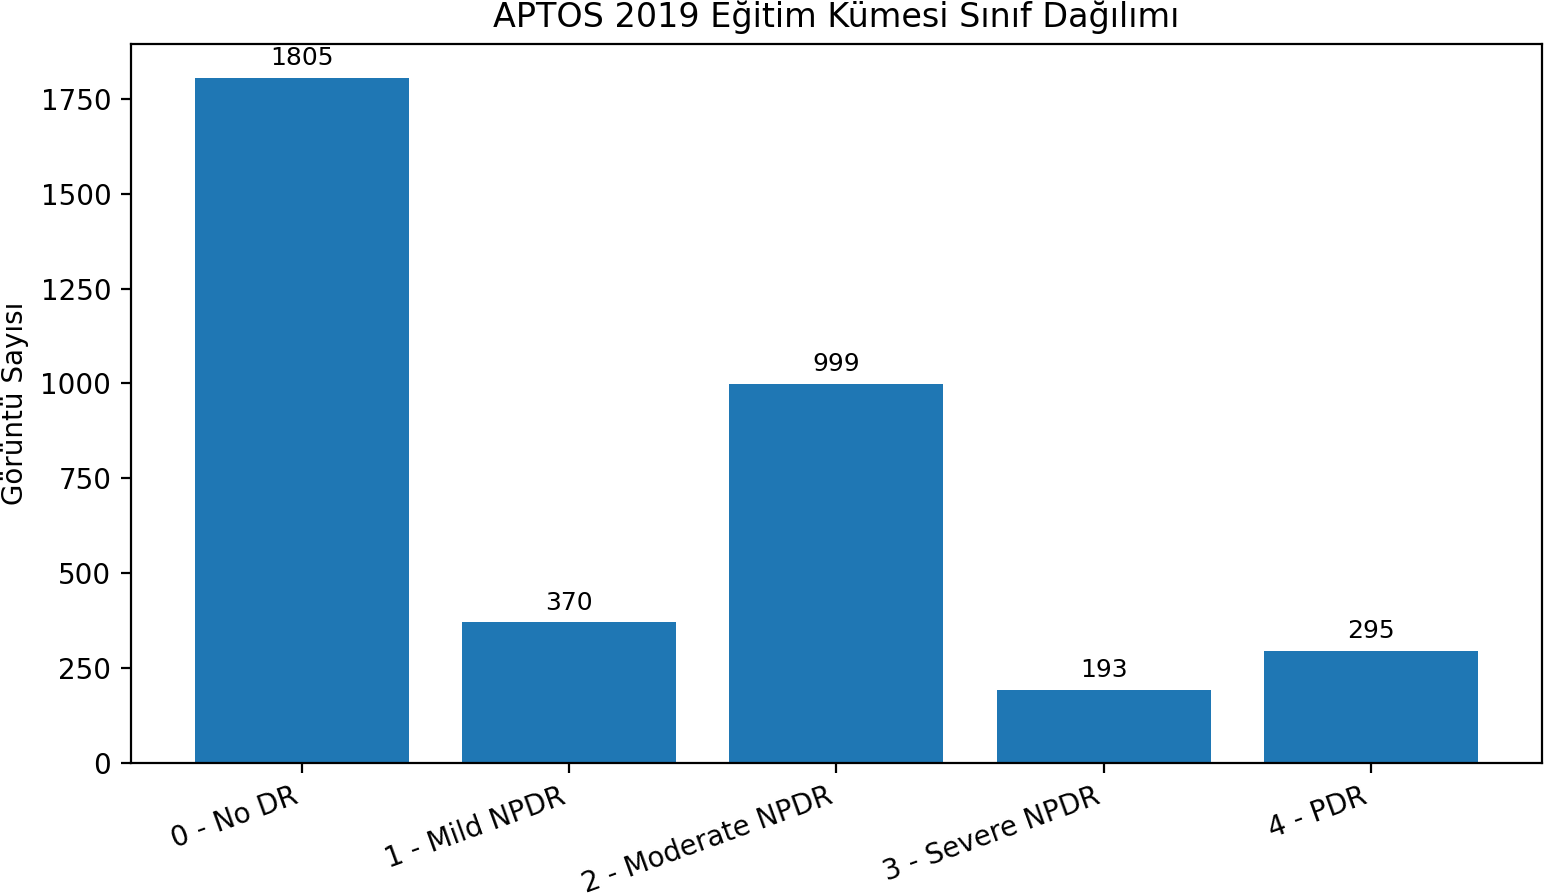 APTOS 2019 Eğitim Kümesi Sınıf Dağılımı
Görüntü Sayısı
1750
1500
1250
1000
750
500
250
0
1805
370
999
193
295
0 - No DR
1 - Mild NPDR
2 - Moderate NPDR
3 - Severe NPDR
4 - PDR